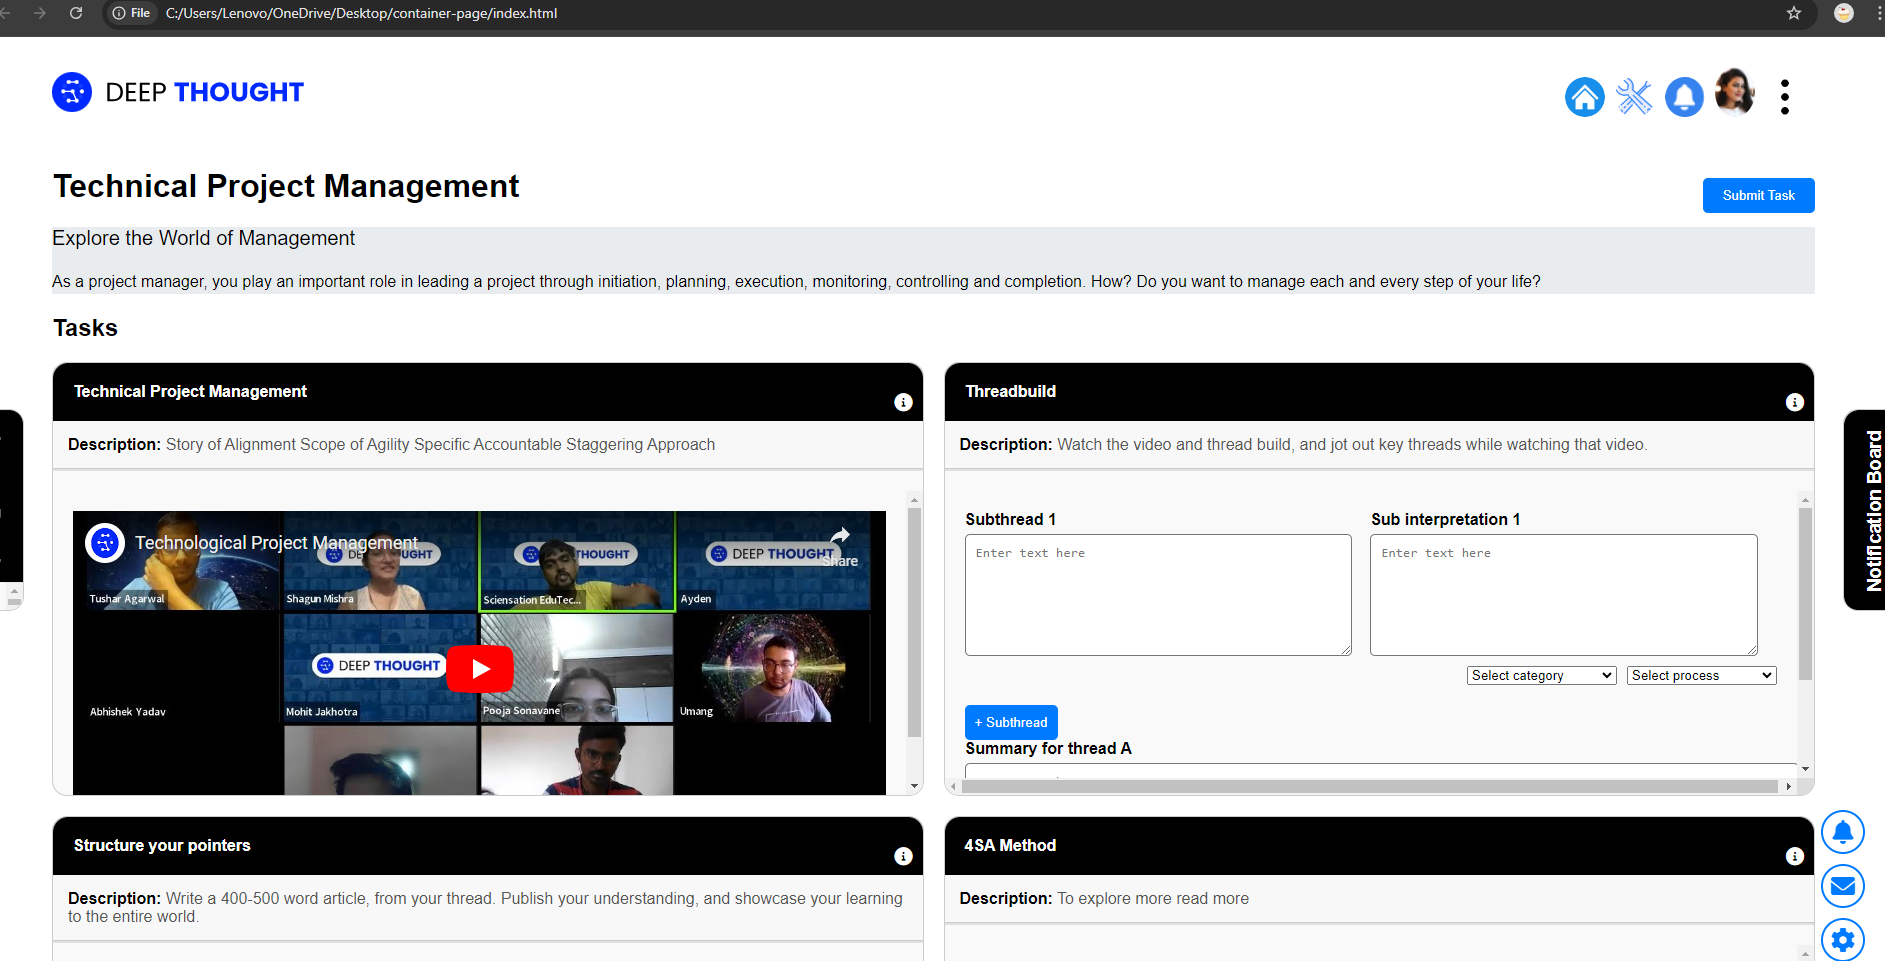 File C:/Users/Lenovo/OneDrive/Desktop/container-page/index.html
DEEP THOUGHT
Technical Project Management
Submit Task
Explore the World of Management
As a project manager, you play an important role in leading a project through initiation, planning, execution, monitoring, controlling and completion. How? Do you want to manage each and every step of your life?
Tasks
Technical Project Management
Description: Story of Alignment Scope of Agility Specific Accountable Staggering Approach
Technological Project Management
DEEP THOUGHT
THOUGHT
DEEP THOUGHT
Share
Tushar Agarwal
Shagun Mishra
Sciensation EduTec...
Ayden
DEEP THOUGHT
Abhishek Yadav
Mohit Jakhotra
Pooja Sonavane
Umang
Threadbuild
Description: Watch the video and thread build, and jot out key threads while watching that video.
Subthread 1
Sub interpretation 1
Enter text here
Enter text here
Select category
Select process
+ Subthread
Summary for thread A
Notification Board
Structure your pointers
Description: Write a 400-500 word article, from your thread. Publish your understanding, and showcase your learning
to the entire world.
4SA Method
Description: To explore more read more